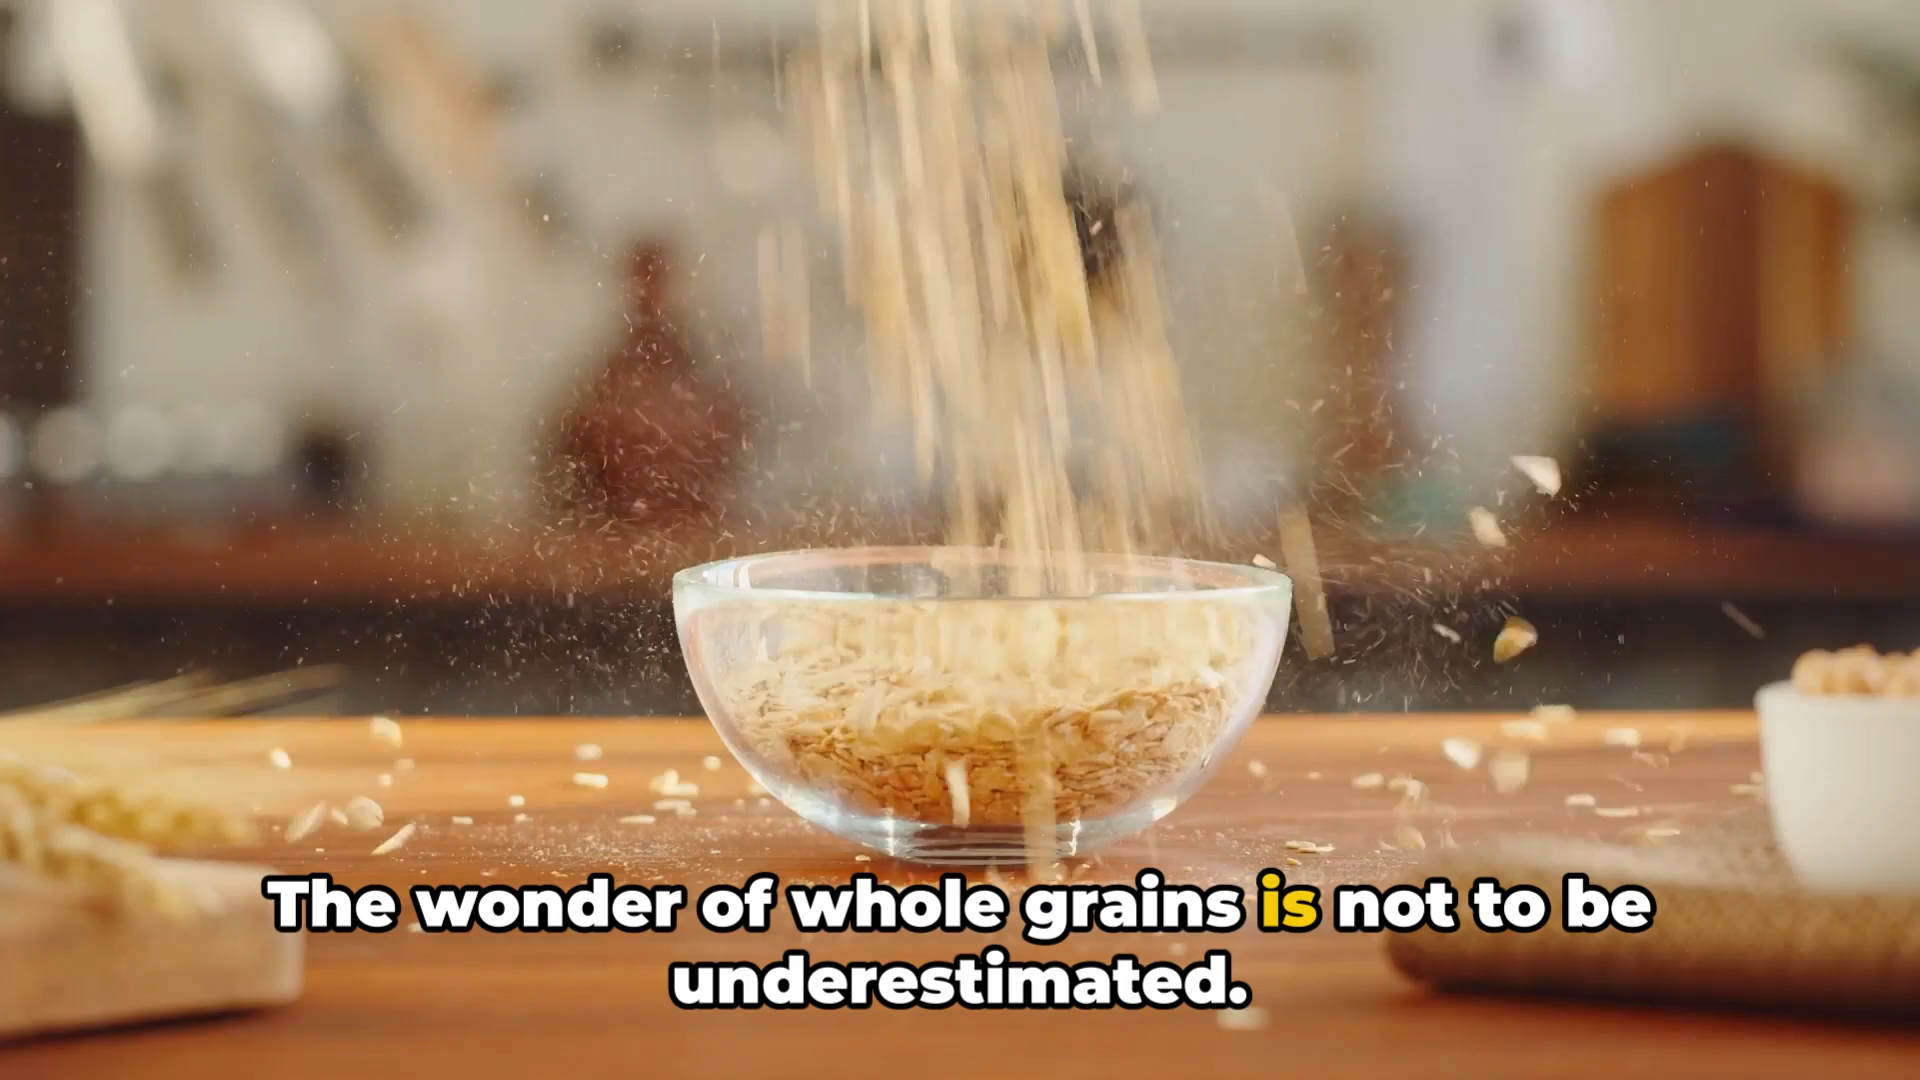 The wonder of whole grains is not to be
underestimated.